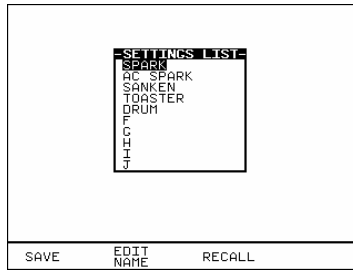 -SETTINGS LIST-
SPARK
AC SPARK
SANKEN
TOASTER
DRUM
F
G
H
I
J
SAVE
EDIT
NAME
RECALL